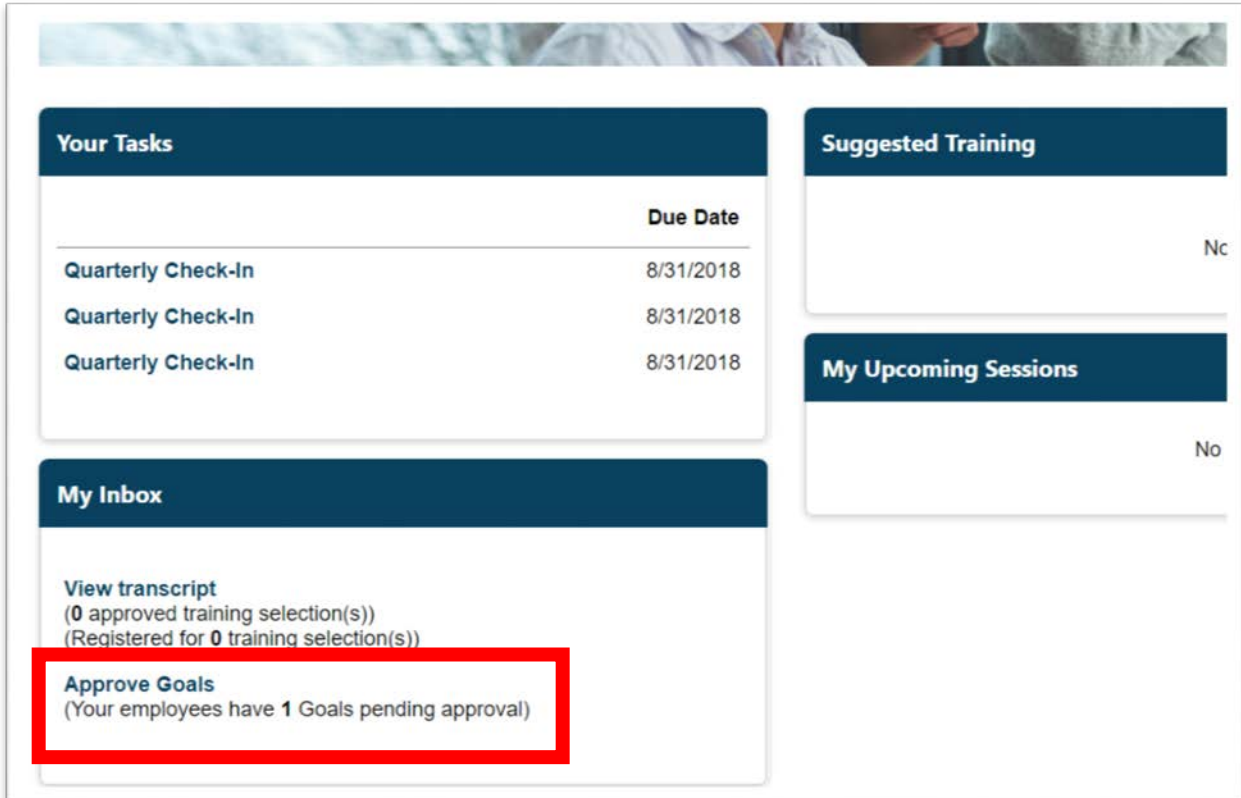 Your Tasks
Due Date
Quarterly Check-In 8/31/2018
Quarterly Check-In 8/31/2018
Quarterly Check-In 8/31/2018
My Inbox
View transcript
(0 approved training selection(s))
(Registered for 0 training selection(s))
Approve Goals
(Your employees have 1 Goals pending approval)
Suggested Training
My Upcoming Sessions
No